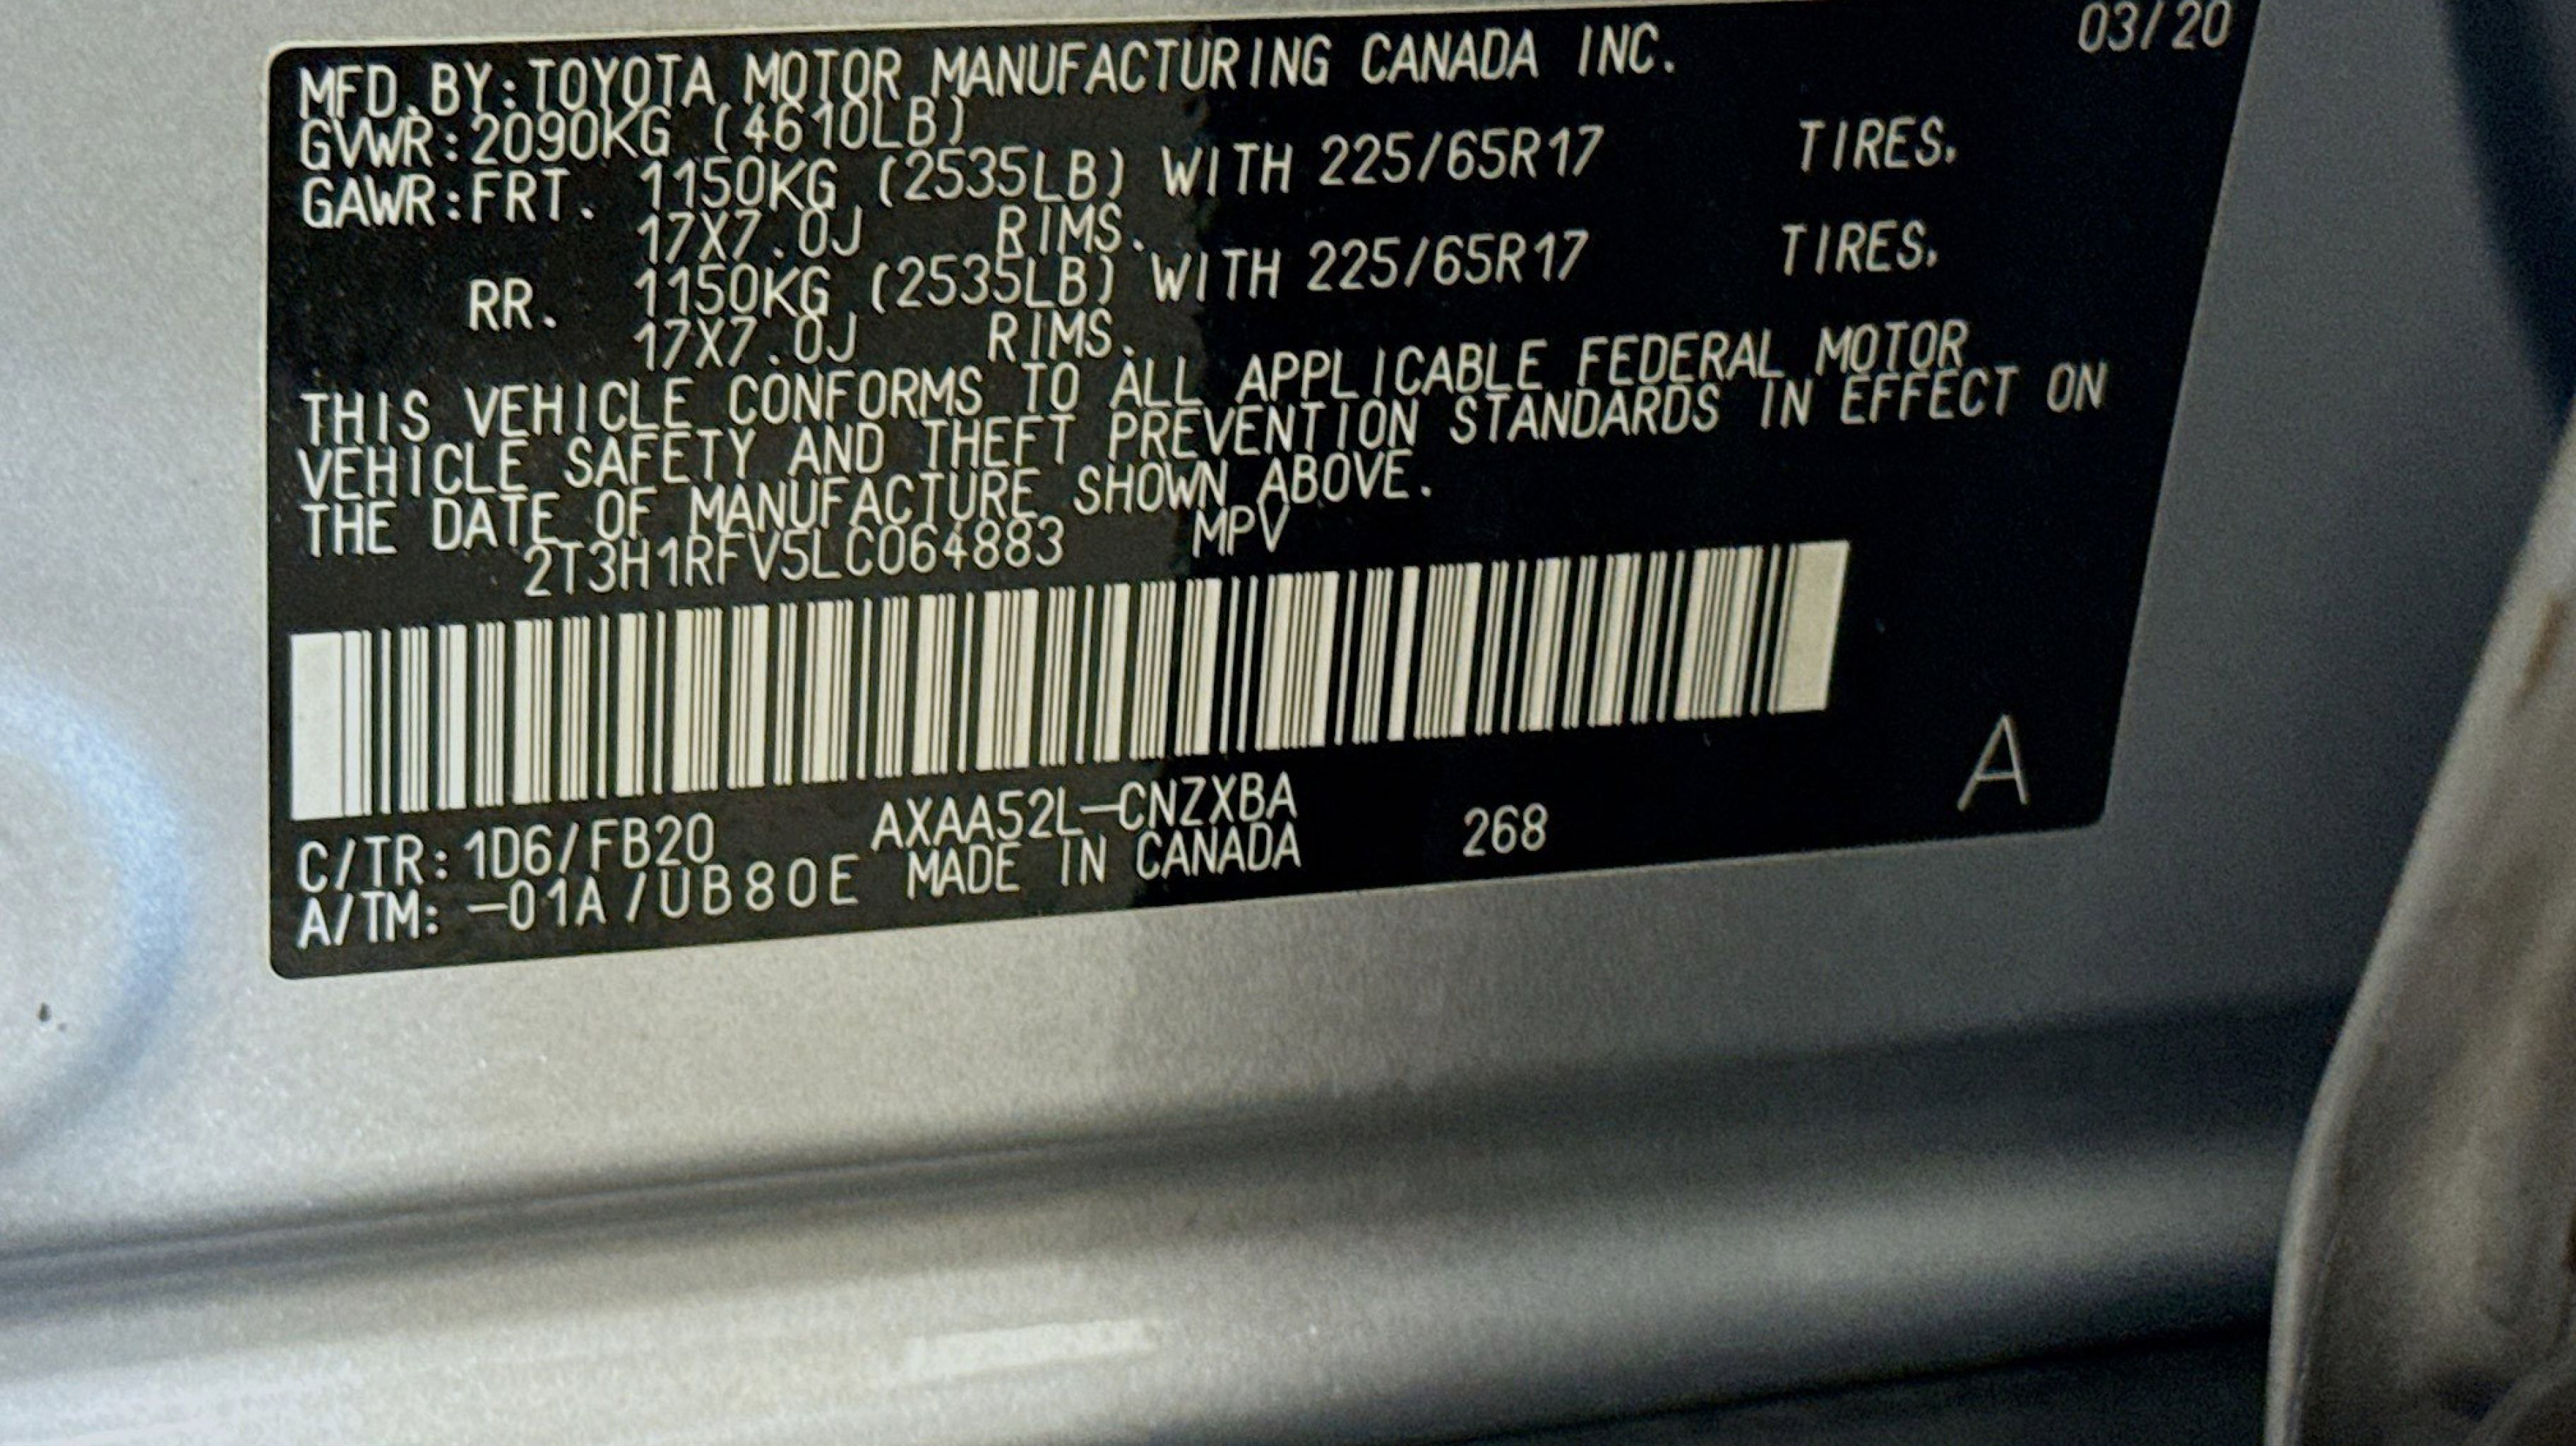 MFD.BY:TOYOTA MOTOR MANUFACTURING CANADA INC. 03/20
GVWR:2090KG (4610LB)
GAWR:FRT. 1150KG (2535LB) WITH 225/65R17 TIRES,
17X7.0J RIMS.
RR. 1150KG (2535LB) WITH 225/65R17 TIRES,
17X7.0J RIMS.
THIS VEHICLE CONFORMS TO ALL APPLICABLE FEDERAL MOTOR
VEHICLE SAFETY AND THEFT PREVENTION STANDARDS IN EFFECT ON
THE DATE OF MANUFACTURE SHOWN ABOVE.
2T3H1RFV5LC064883 MPV
C/TR:1D6/FB20 AXAA52L-CNZXBA 268 A
A/TM:-01A/UB80E MADE IN CANADA